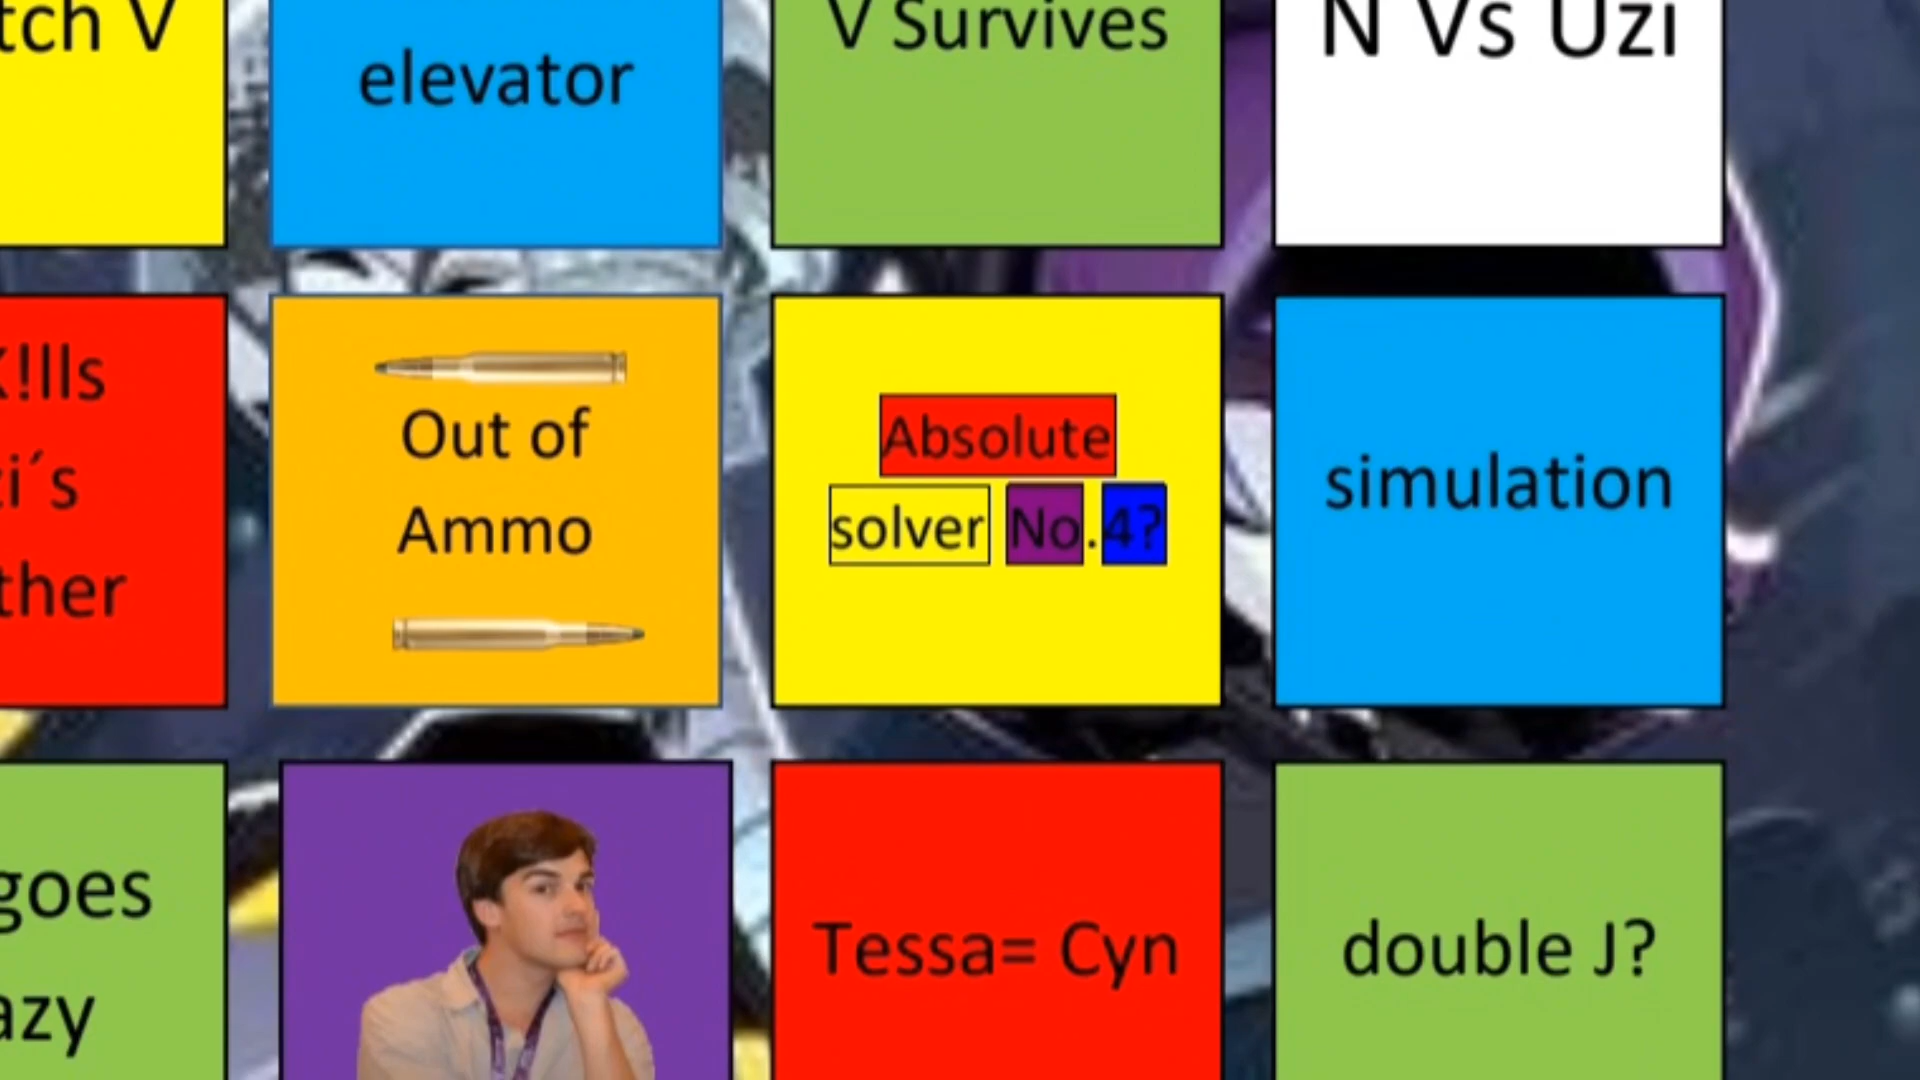 tch V
elevator
V Survives
N Vs Uzi
K!lls
zi´s
ther
Out of
Ammo
Absolute
solver No.4?
simulation
goes
azy
Tessa= Cyn
double J?